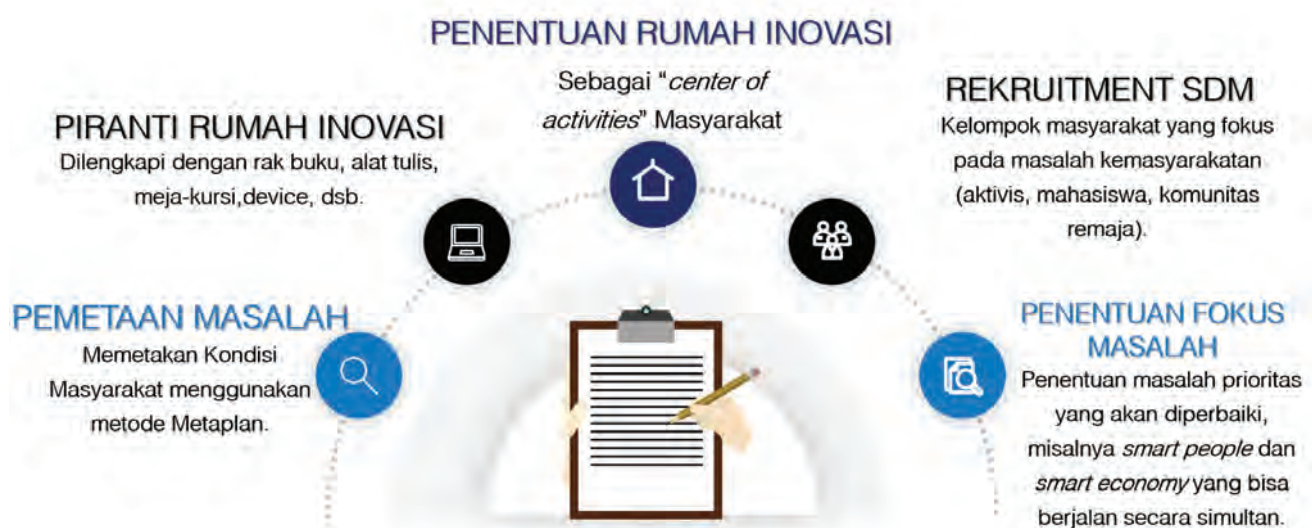 PENENTUAN RUMAH INOVASI
Sebagai "center of
activities" Masyarakat
PIRANTI RUMAH INOVASI
Dilengkapi dengan rak buku, alat tulis,
meja-kursi,device, dsb.
REKRUITMENT SDM
Kelompok masyarakat yang fokus
pada masalah kemasyarakatan
(aktivis, mahasiswa, komunitas
remaja).
PEMETAAN MASALAH
Memetakan Kondisi
Masyarakat menggunakan
metode Metaplan.
PENENTUAN FOKUS
MASALAH
Penentuan masalah prioritas
yang akan diperbaiki,
misalnya smart people dan
smart economy yang bisa
berjalan secara simultan.